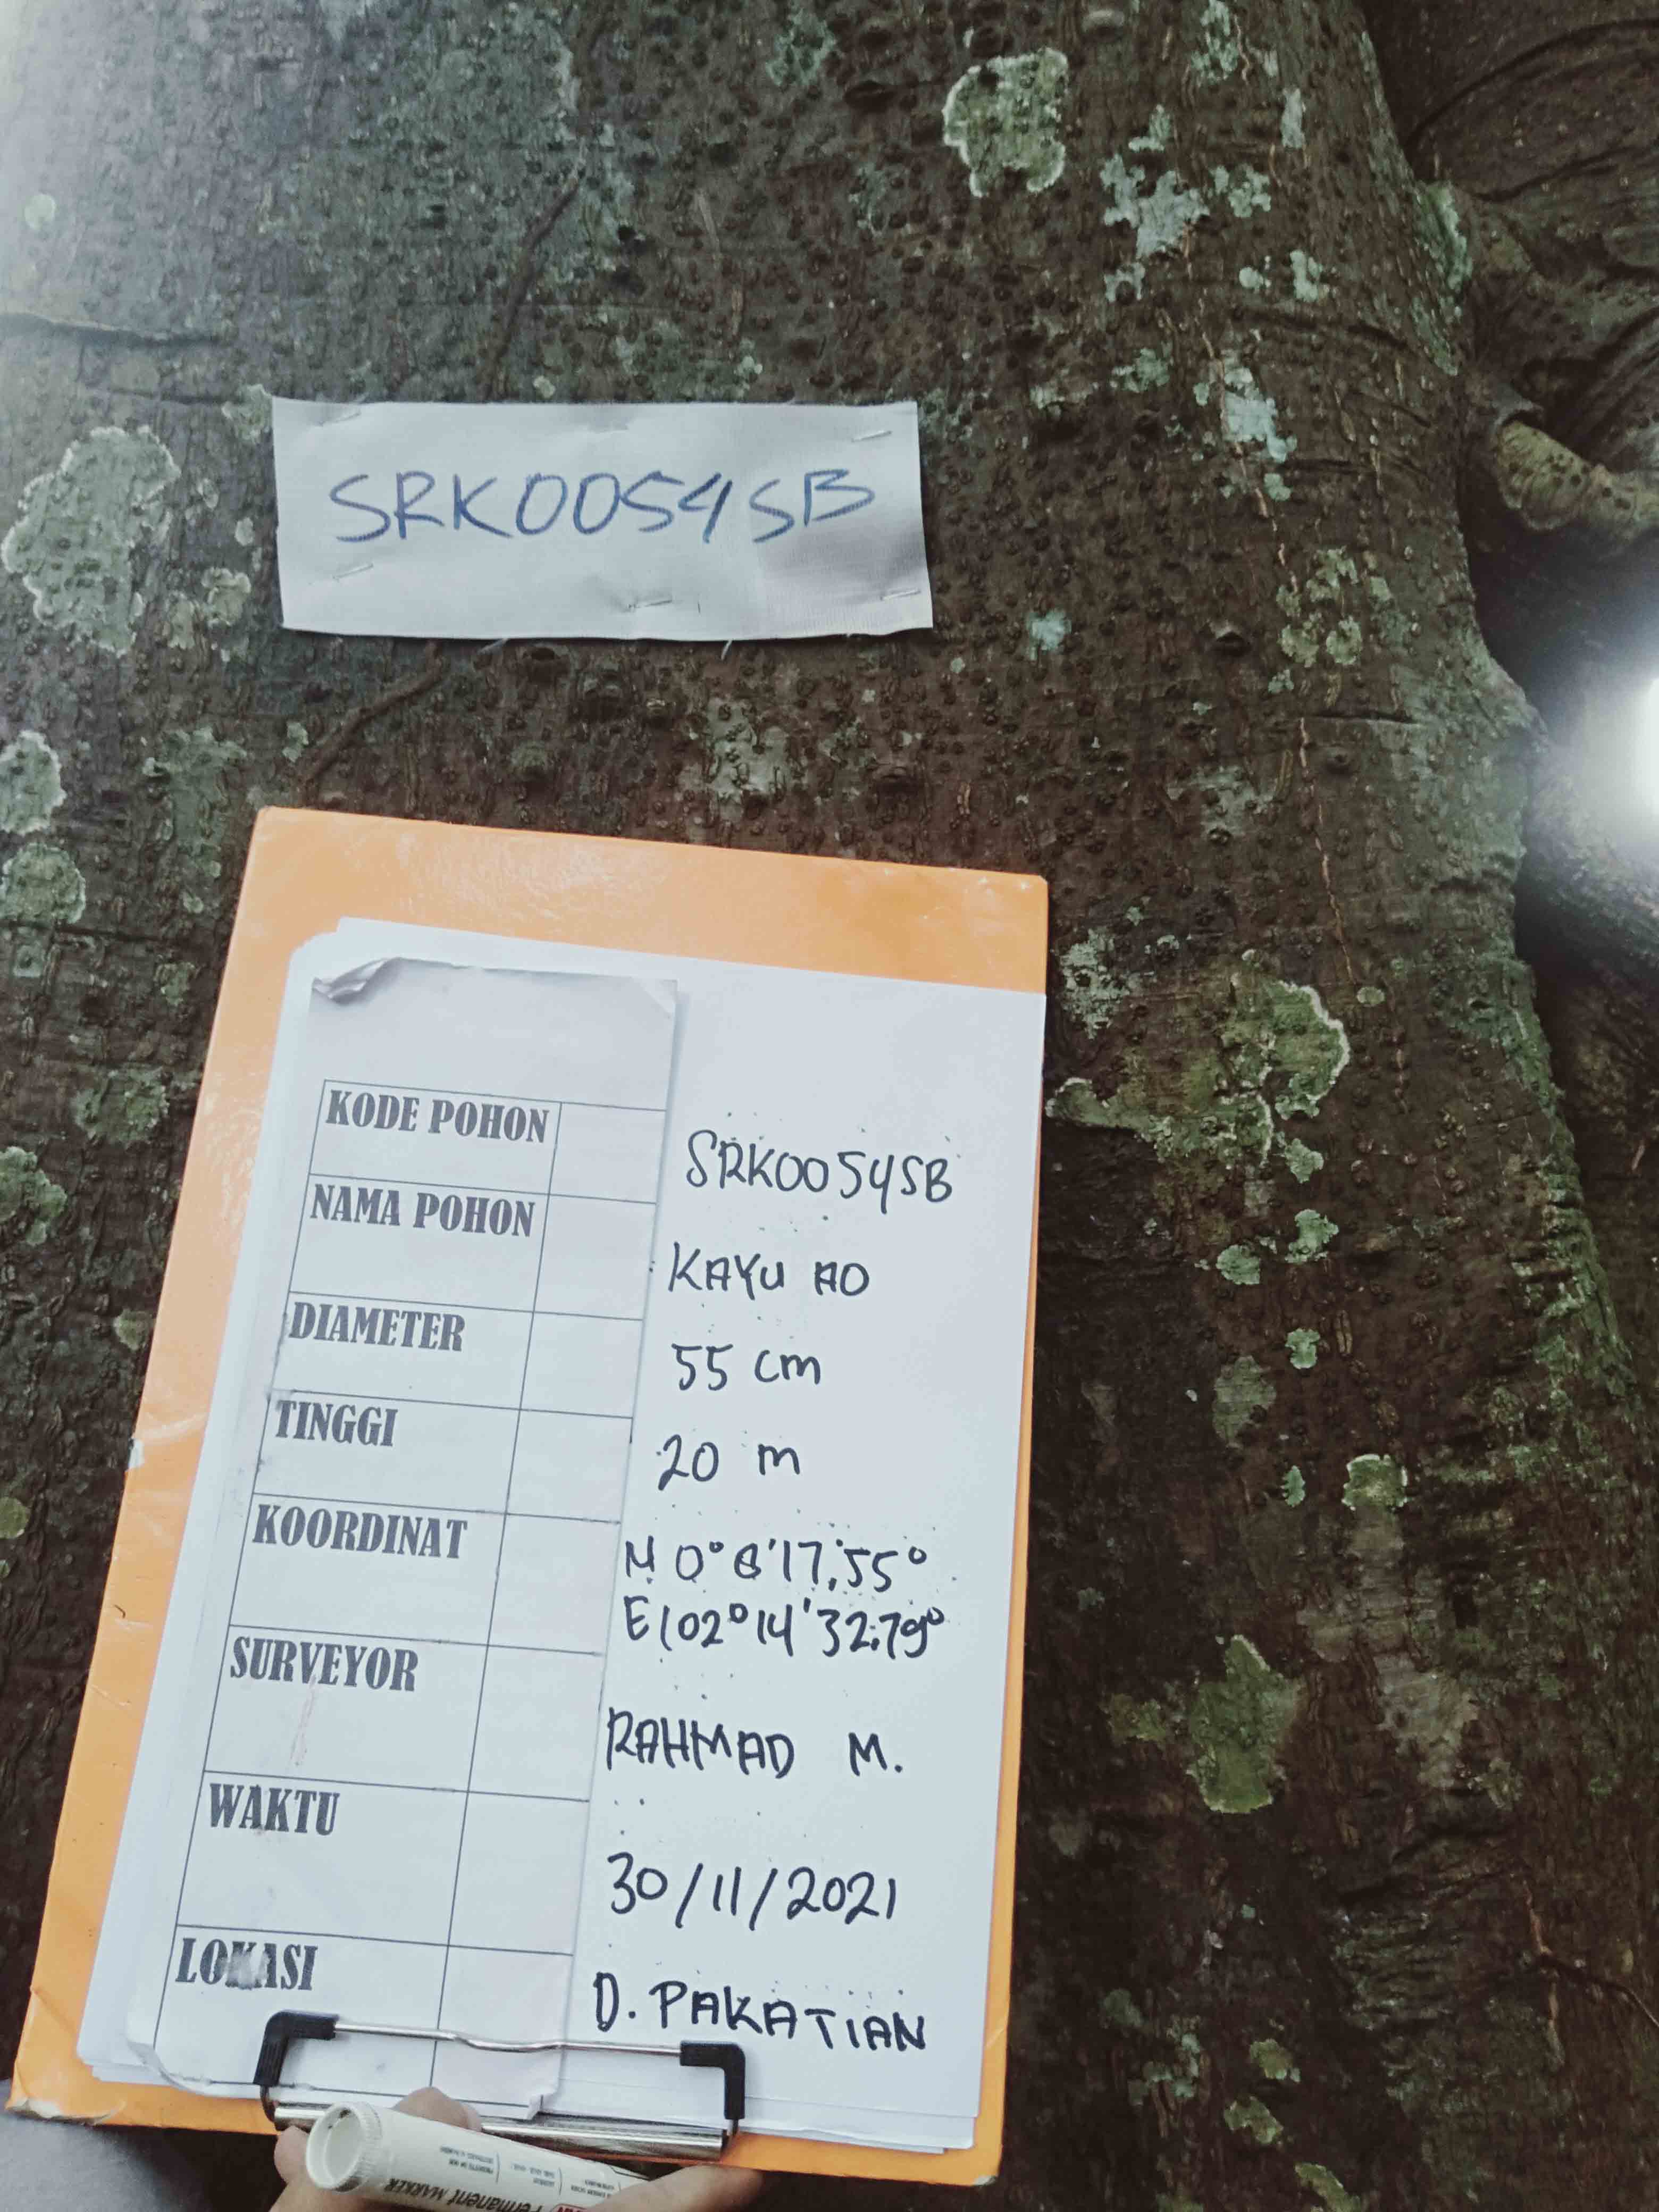 SRK0054SB
KODE POHON SRK0054SB
NAMA POHON KAYU AO
DIAMETER 55 cm
TINGGI 20 m
KOORDINAT N 0° 6' 17,55°
E 102° 14' 32.79°
SURVEYOR RAHMAD M.
WAKTU 30/11/2021
LOKASI D. PAKATIAN
PERMANENT MARKER